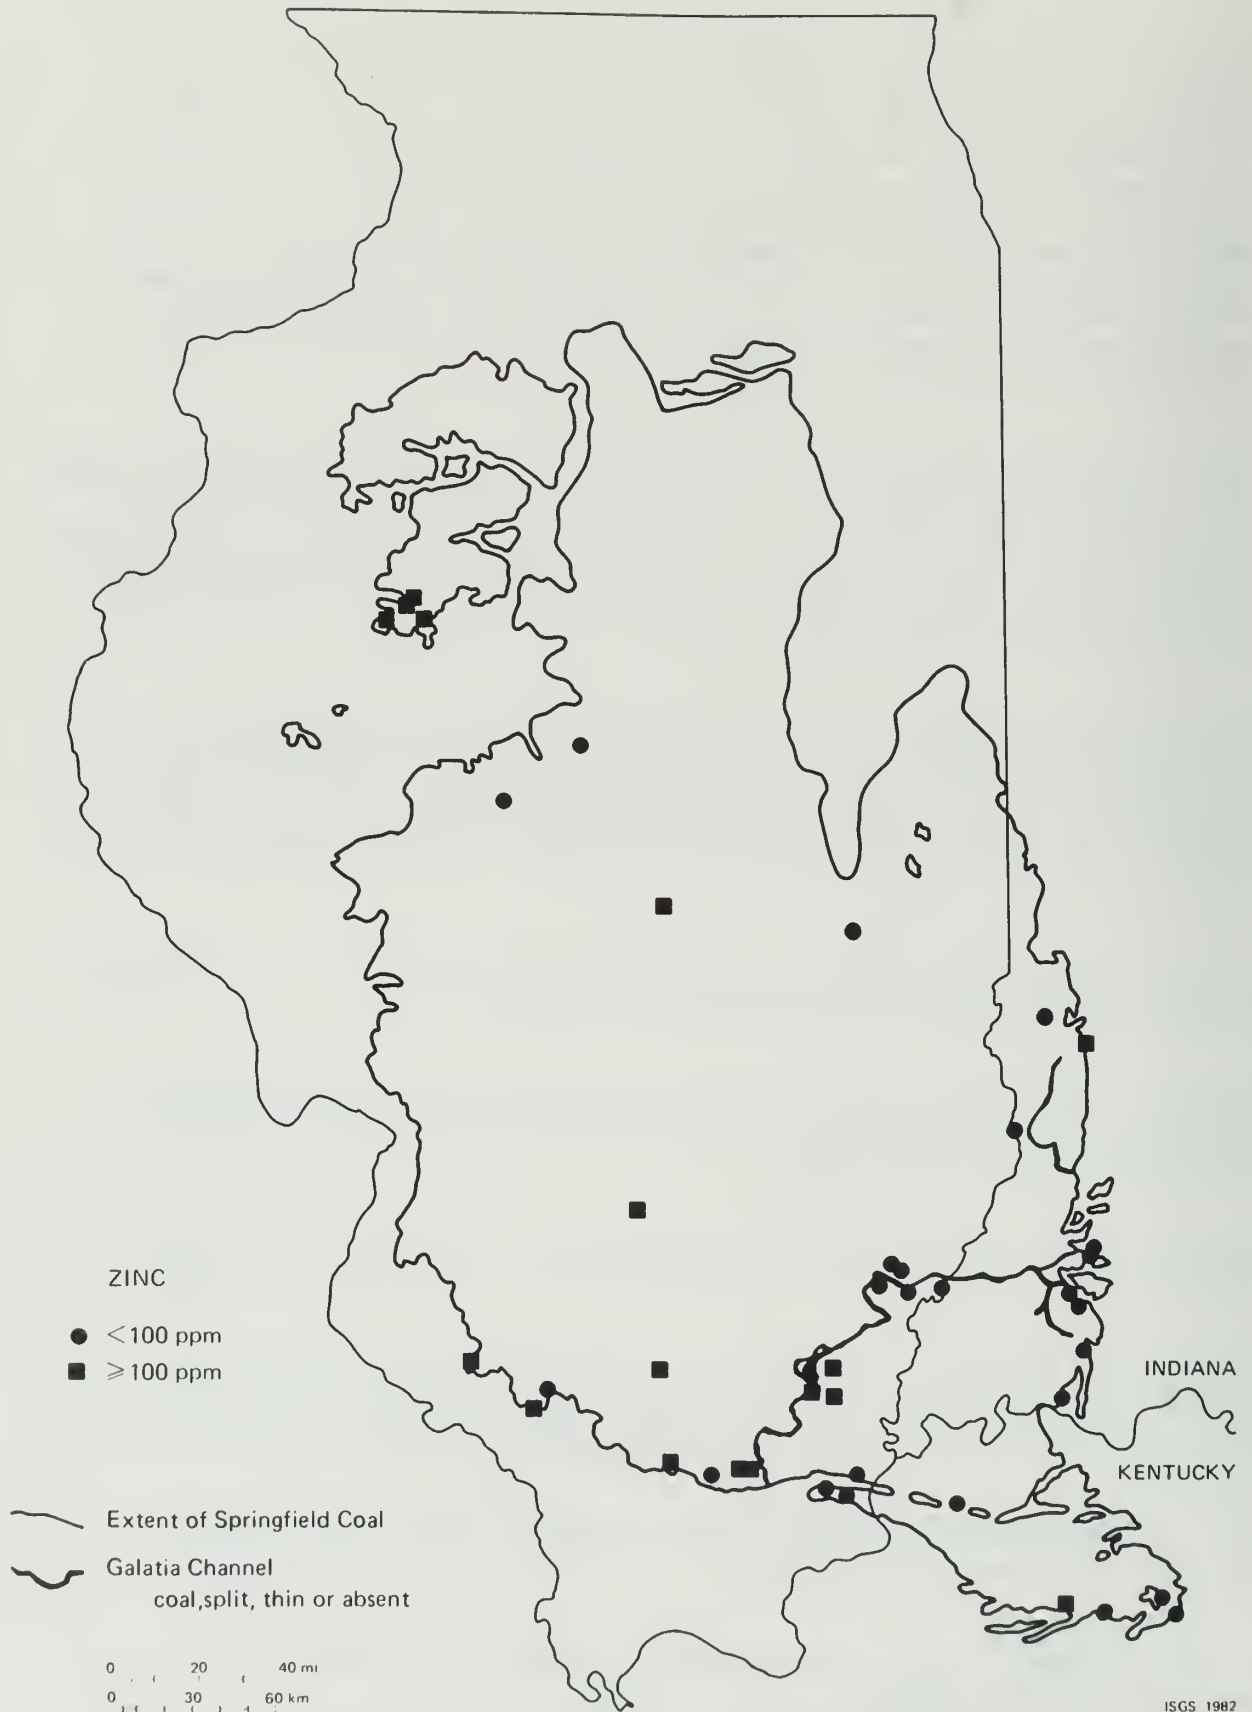 ZINC
<100 ppm
⩾100 ppm
INDIANA
KENTUCKY
Extent of Springfield Coal
Galatia Channel
coal,split, thin or absent
0 20 40 mi
0 30 60 km
ISGS 1982